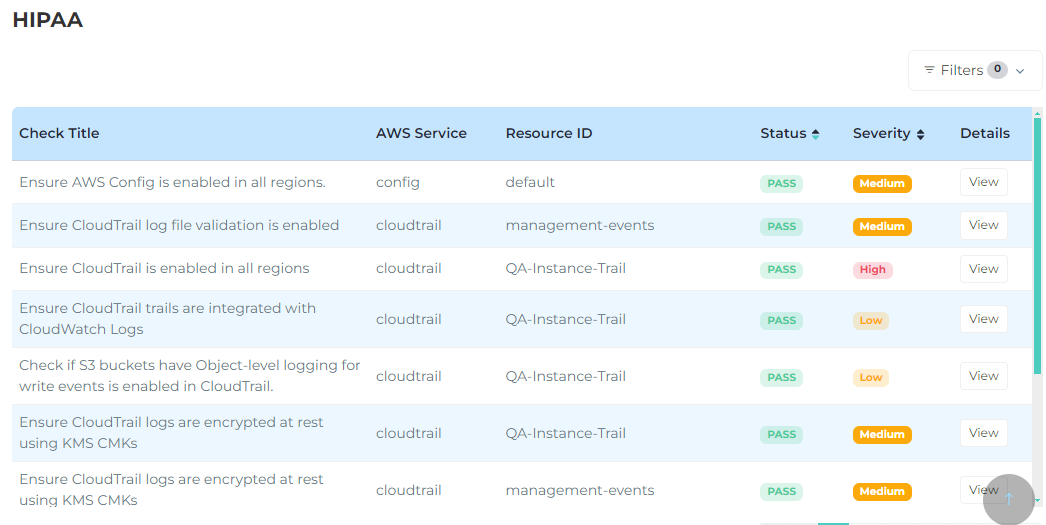 HIPAA
Filters 0
Check Title AWS Service Resource ID Status Severity Details
Ensure AWS Config is enabled in all regions. config default PASS Medium View
Ensure CloudTrail log file validation is enabled cloudtrail management-events PASS Medium View
Ensure CloudTrail is enabled in all regions cloudtrail QA-Instance-Trail PASS High View
Ensure CloudTrail trails are integrated with
CloudWatch Logs cloudtrail QA-Instance-Trail PASS Low View
Check if S3 buckets have Object-level logging for
write events is enabled in CloudTrail. cloudtrail QA-Instance-Trail PASS Low View
Ensure CloudTrail logs are encrypted at rest
using KMS CMKs cloudtrail QA-Instance-Trail PASS Medium View
Ensure CloudTrail logs are encrypted at rest
using KMS CMKs cloudtrail management-events PASS Medium View